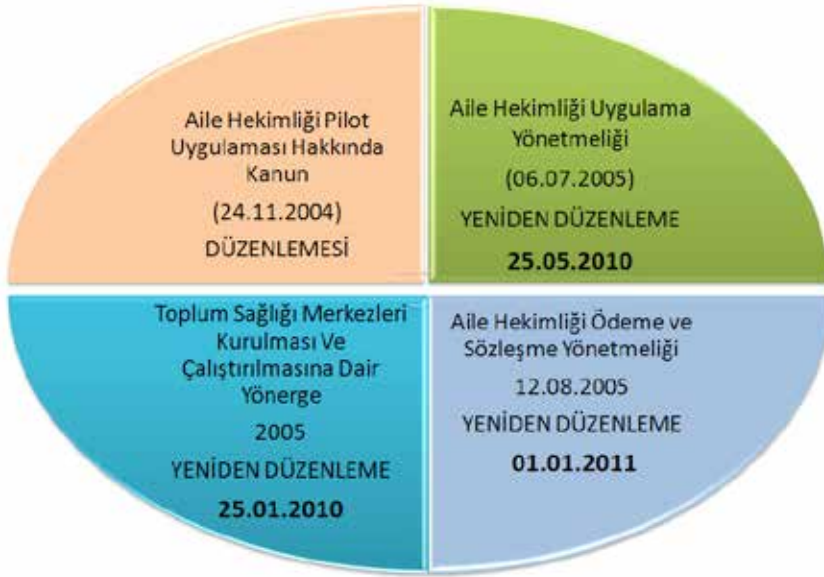 Aile Hekimliği Pilot
Uygulaması Hakkında
Kanun
(24.11.2004)
DÜZENLEMESİ
Aile Hekimliği Uygulama
Yönetmeliği
(06.07.2005)
YENİDEN DÜZENLEME
25.05.2010
Toplum Sağlığı Merkezleri
Kurulması Ve
Çalıştırılmasına Dair
Yönerge
2005
YENİDEN DÜZENLEME
25.01.2010
Aile Hekimliği Ödeme ve
Sözleşme Yönetmeliği
12.08.2005
YENİDEN DÜZENLEME
01.01.2011